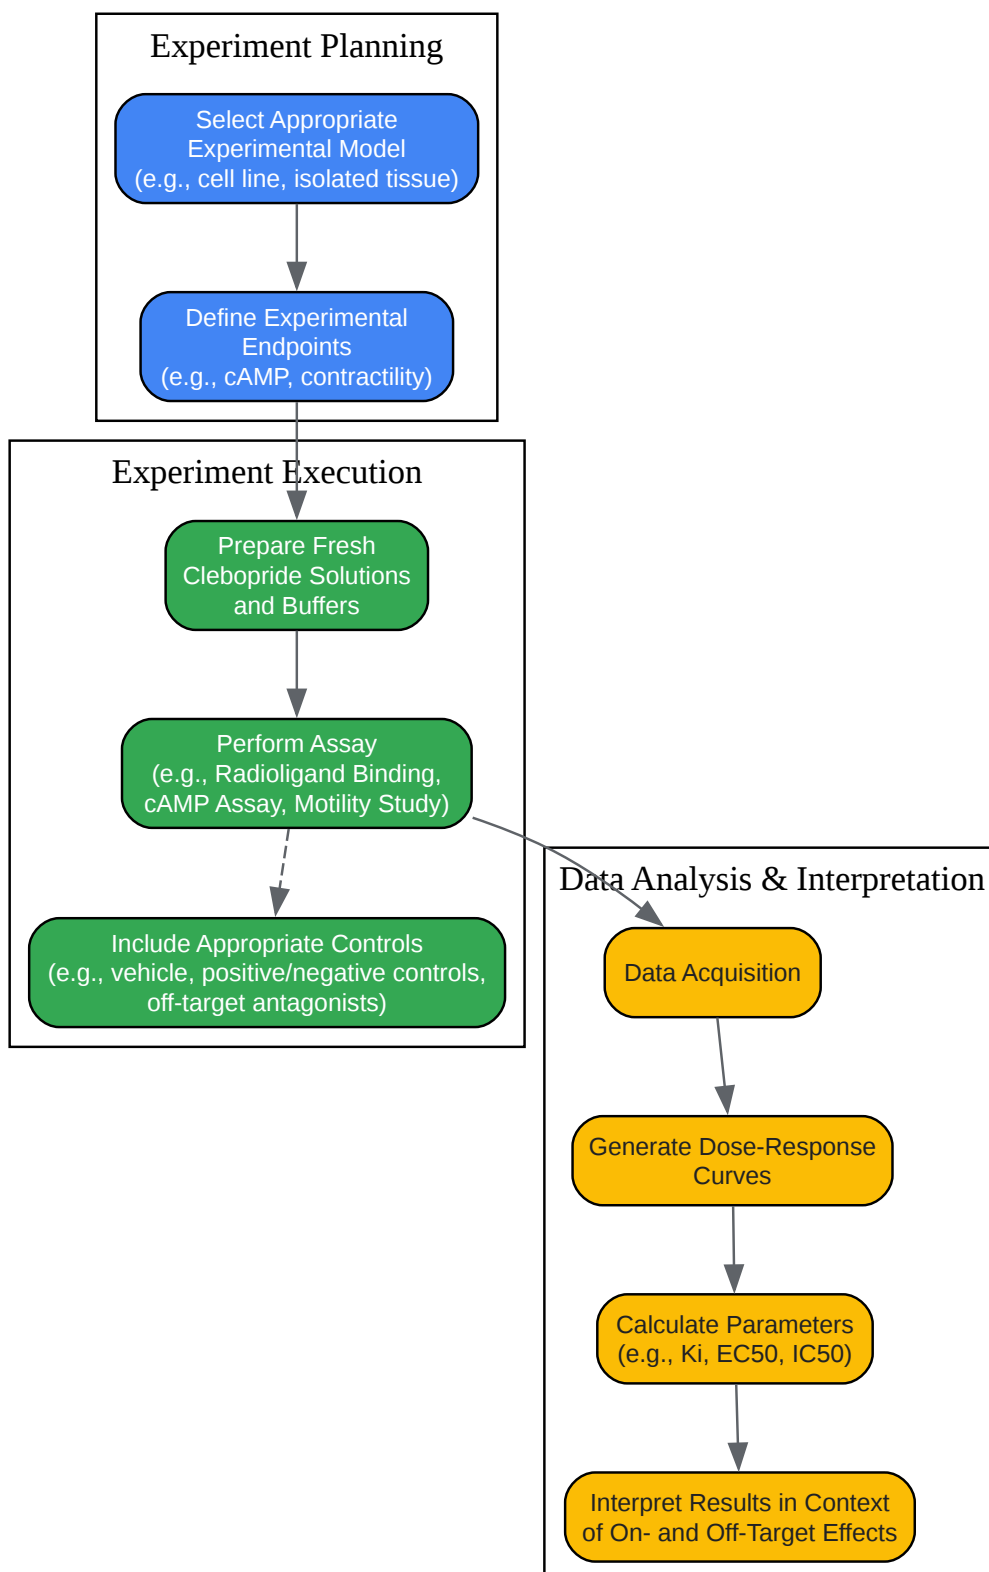 Experiment Planning
Select Appropriate
Experimental Model
(e.g., cell line, isolated tissue)
Define Experimental
Endpoints
(e.g., cAMP, contractility)
Experiment Execution
Prepare Fresh
Clebopride Solutions
and Buffers
Perform Assay
(e.g., Radioligand Binding,
cAMP Assay, Motility Study)
Include Appropriate Controls
(e.g., vehicle, positive/negative controls,
off-target antagonists)
Data Analysis & Interpretation
Data Acquisition
Generate Dose-Response
Curves
Calculate Parameters
(e.g., Ki, EC50, IC50)
Interpret Results in Context
of On- and Off-Target Effects